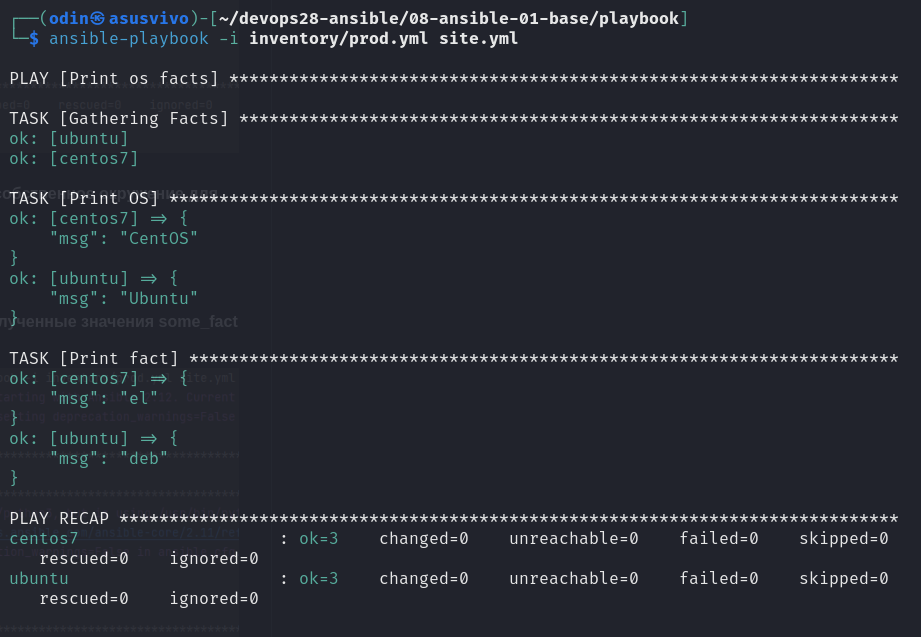 ┌──(odin㉿asusvivo)-[~/devops28-ansible/08-ansible-01-base/playbook]
└─$ ansible-playbook -i inventory/prod.yml site.yml

PLAY [Print os facts] *******************************************************************

TASK [Gathering Facts] ******************************************************************
ok: [ubuntu]
ok: [centos7]

TASK [Print OS] *************************************************************************
ok: [centos7] => {
    "msg": "CentOS"
}
ok: [ubuntu] => {
    "msg": "Ubuntu"
}
лученные значения some_fact

TASK [Print fact] ***********************************************************************
ok: [centos7] => {
    "msg": "el"
}
ok: [ubuntu] => {
    "msg": "deb"
}

PLAY RECAP ******************************************************************************
centos7                    : ok=3    changed=0    unreachable=0    failed=0    skipped=0
   rescued=0    ignored=0
ubuntu                     : ok=3    changed=0    unreachable=0    failed=0    skipped=0
   rescued=0    ignored=0